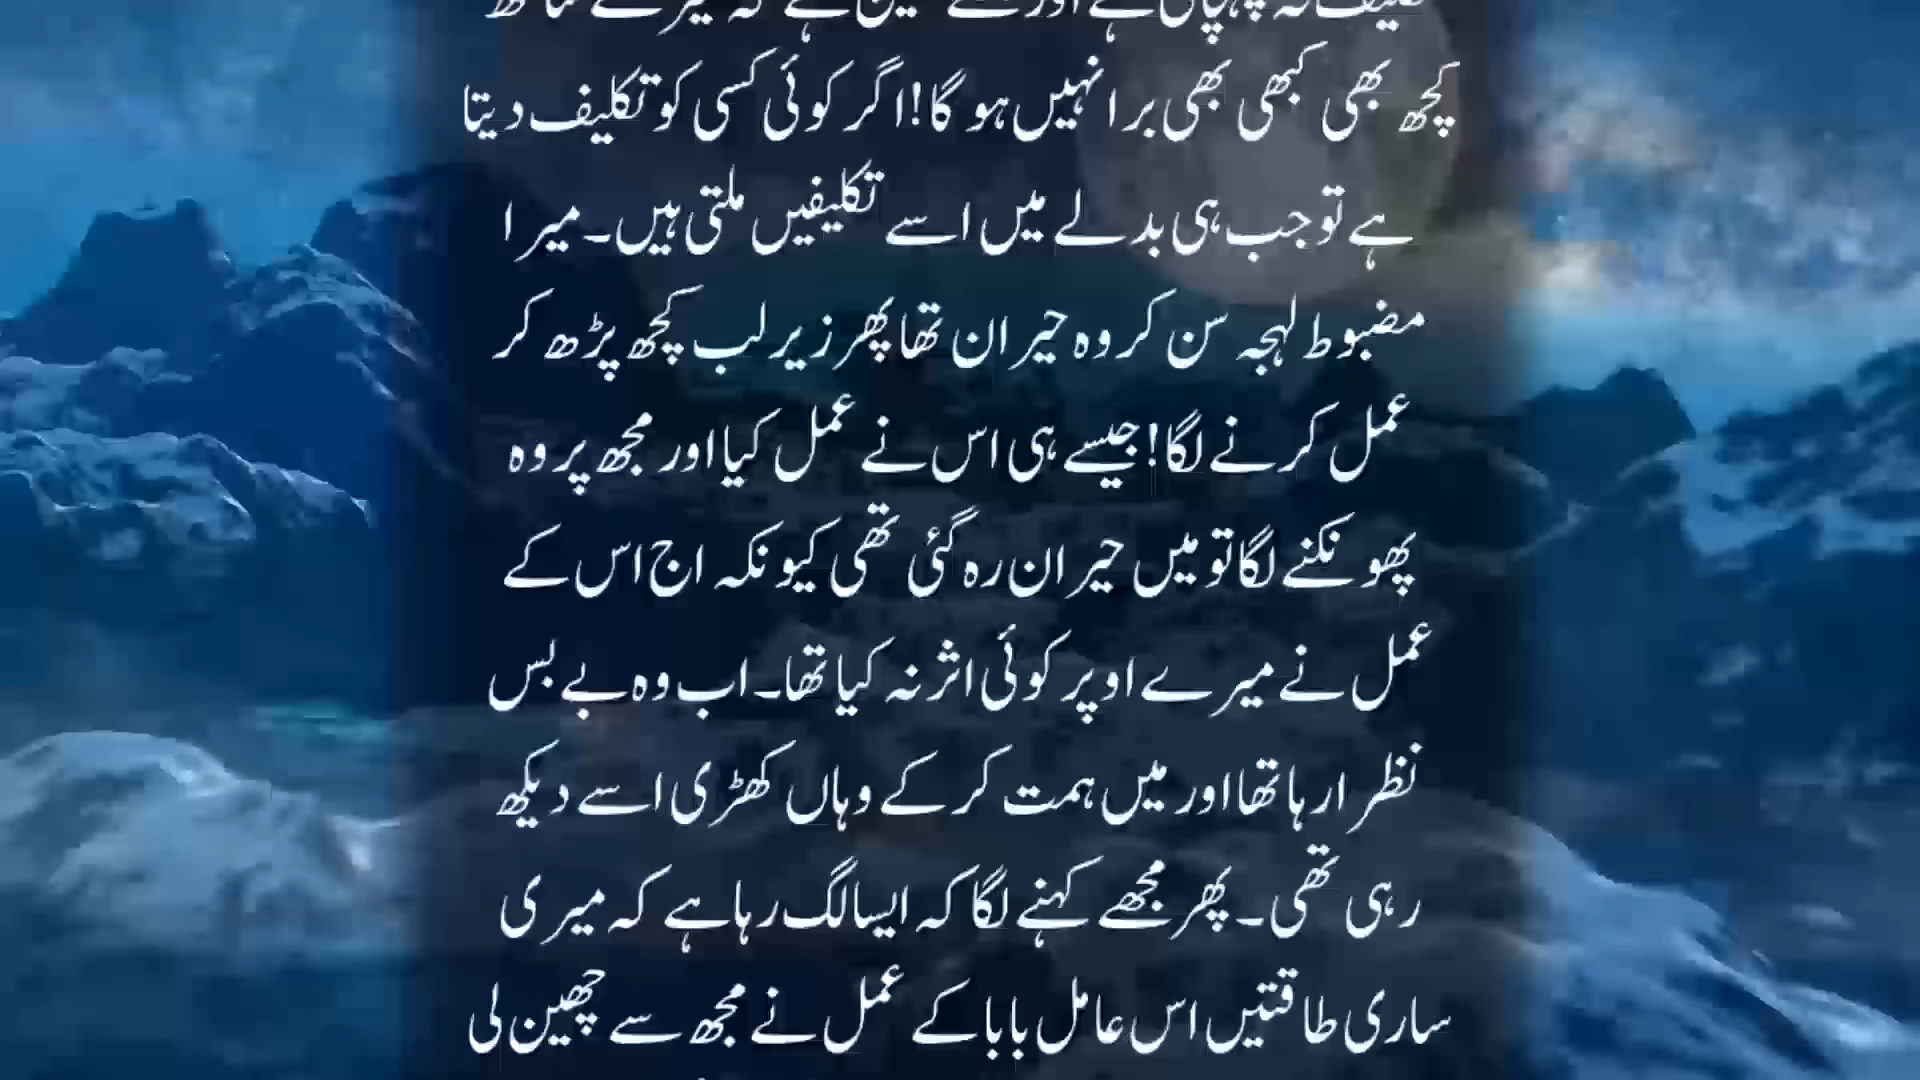 کچھ بھی کبھی بھی برا نہیں ہو گا! اگر کوئی کسی کو تکلیف دیتا
ہے تو جب ہی بدلے میں اسے تکلیفیں ملتی ہیں۔ میرا
مضبوط لہجہ سن کر وہ حیران تھا پھر زیر لب کچھ پڑھ کر
عمل کرنے لگا! جیسے ہی اس نے عمل کیا اور مجھ پر وہ
پھونکنے لگا تو میں حیران رہ گئی تھی کیونکہ اج اس کے
عمل نے میرے اوپر کوئی اثر نہ کیا تھا۔ اب وہ بے بس
نظر ارہا تھا اور میں ہمت کر کے وہاں کھڑی اسے دیکھ
رہی تھی۔ پھر مجھے کہنے لگا کہ ایسا لگ رہا ہے کہ میری
ساری طاقتیں اس عامل بابا کے عمل نے مجھ سے چھین لی